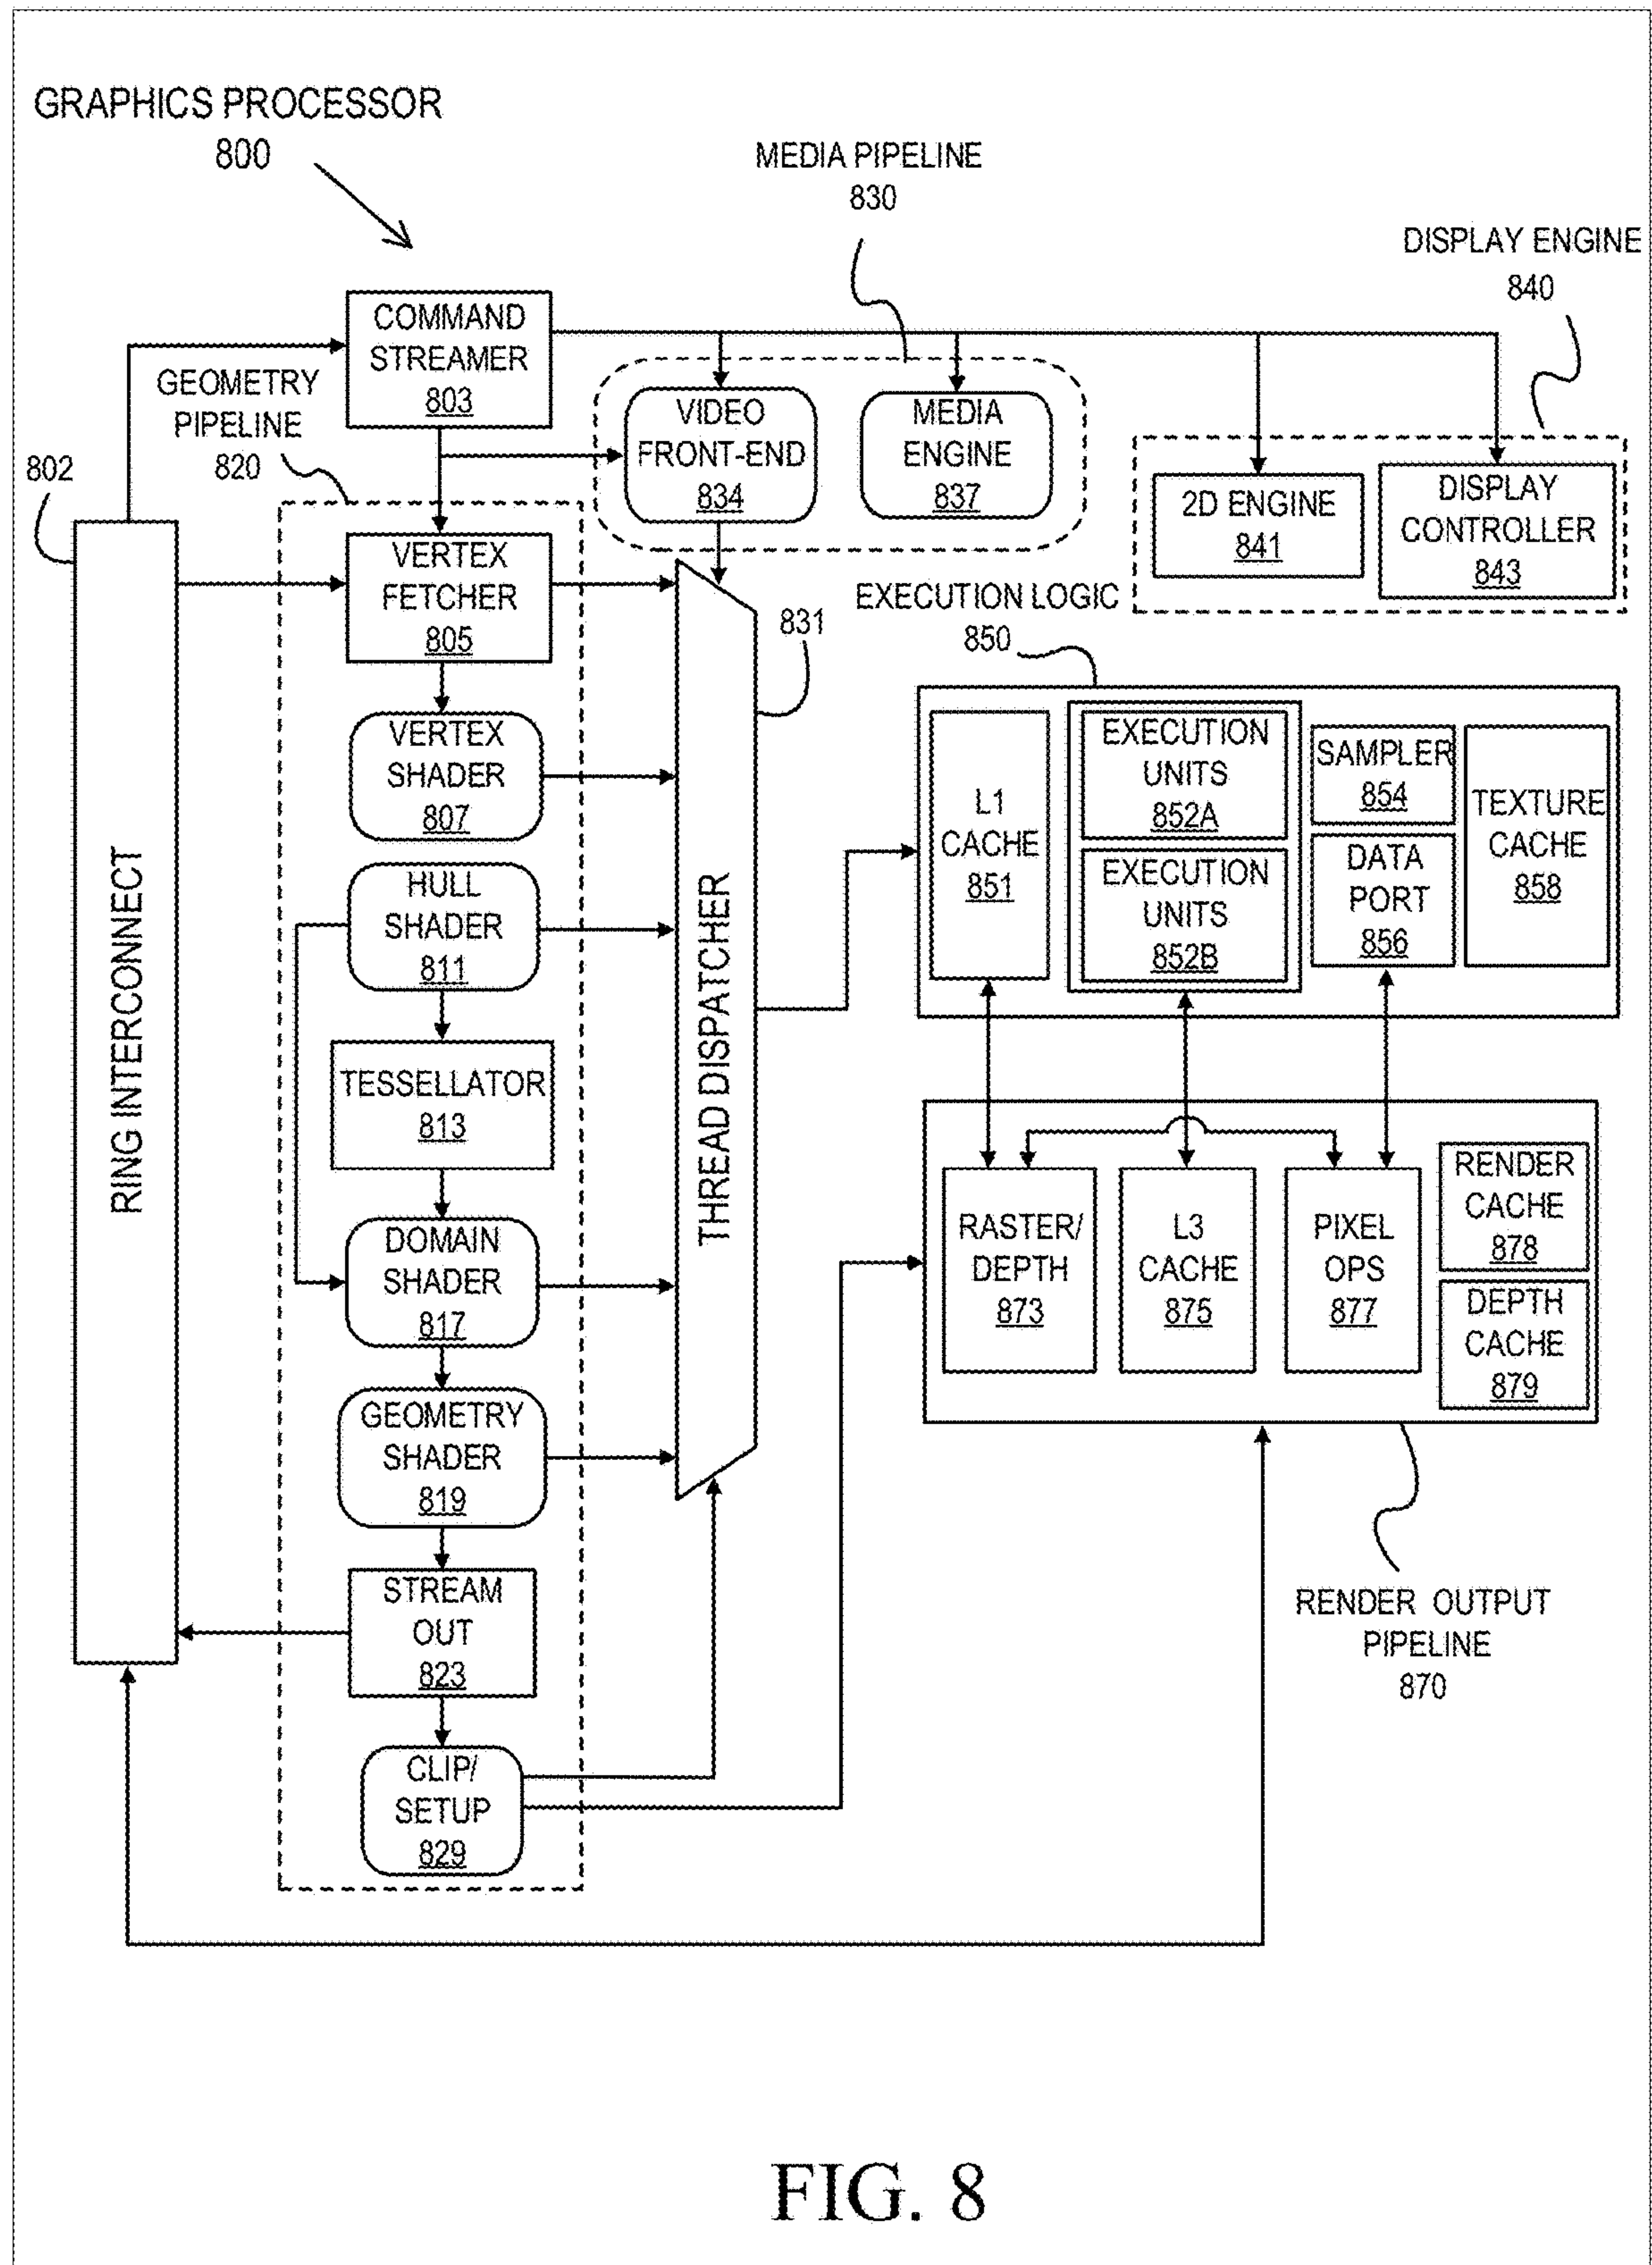 GRAPHICS PROCESSOR
800
MEDIA PIPELINE
830
DISPLAY ENGINE
840
COMMAND
STREAMER
803
GEOMETRY
PIPELINE
820
802
VIDEO
FRONT-END
834
MEDIA
ENGINE
837
2D ENGINE
841
DISPLAY
CONTROLLER
843
VERTEX
FETCHER
805
EXECUTION LOGIC
850
831
VERTEX
SHADER
807
L1
CACHE
851
EXECUTION
UNITS
852A
EXECUTION
UNITS
852B
SAMPLER
854
DATA
PORT
856
TEXTURE
CACHE
858
RING INTERCONNECT
HULL
SHADER
811
THREAD DISPATCHER
TESSELLATOR
813
DOMAIN
SHADER
817
RASTER/
DEPTH
873
L3
CACHE
875
PIXEL
OPS
877
RENDER
CACHE
878
DEPTH
CACHE
879
GEOMETRY
SHADER
819
STREAM
OUT
823
RENDER OUTPUT
PIPELINE
870
CLIP/
SETUP
829
FIG. 8